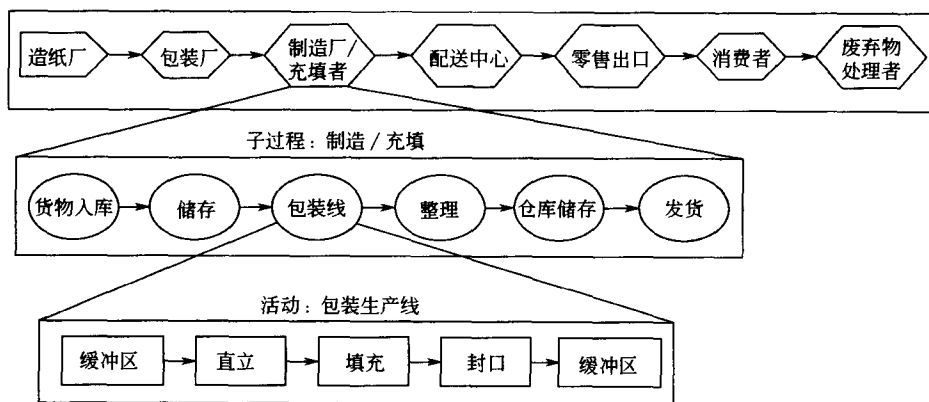 造纸厂
包装厂
制造厂/
充填者
配送中心
零售出口
消费者
废弃物
处理者
子过程：制造/充填
货物入库
储存
包装线
整理
仓库储存
发货
活动：包装生产线
缓冲区
直立
填充
封口
缓冲区